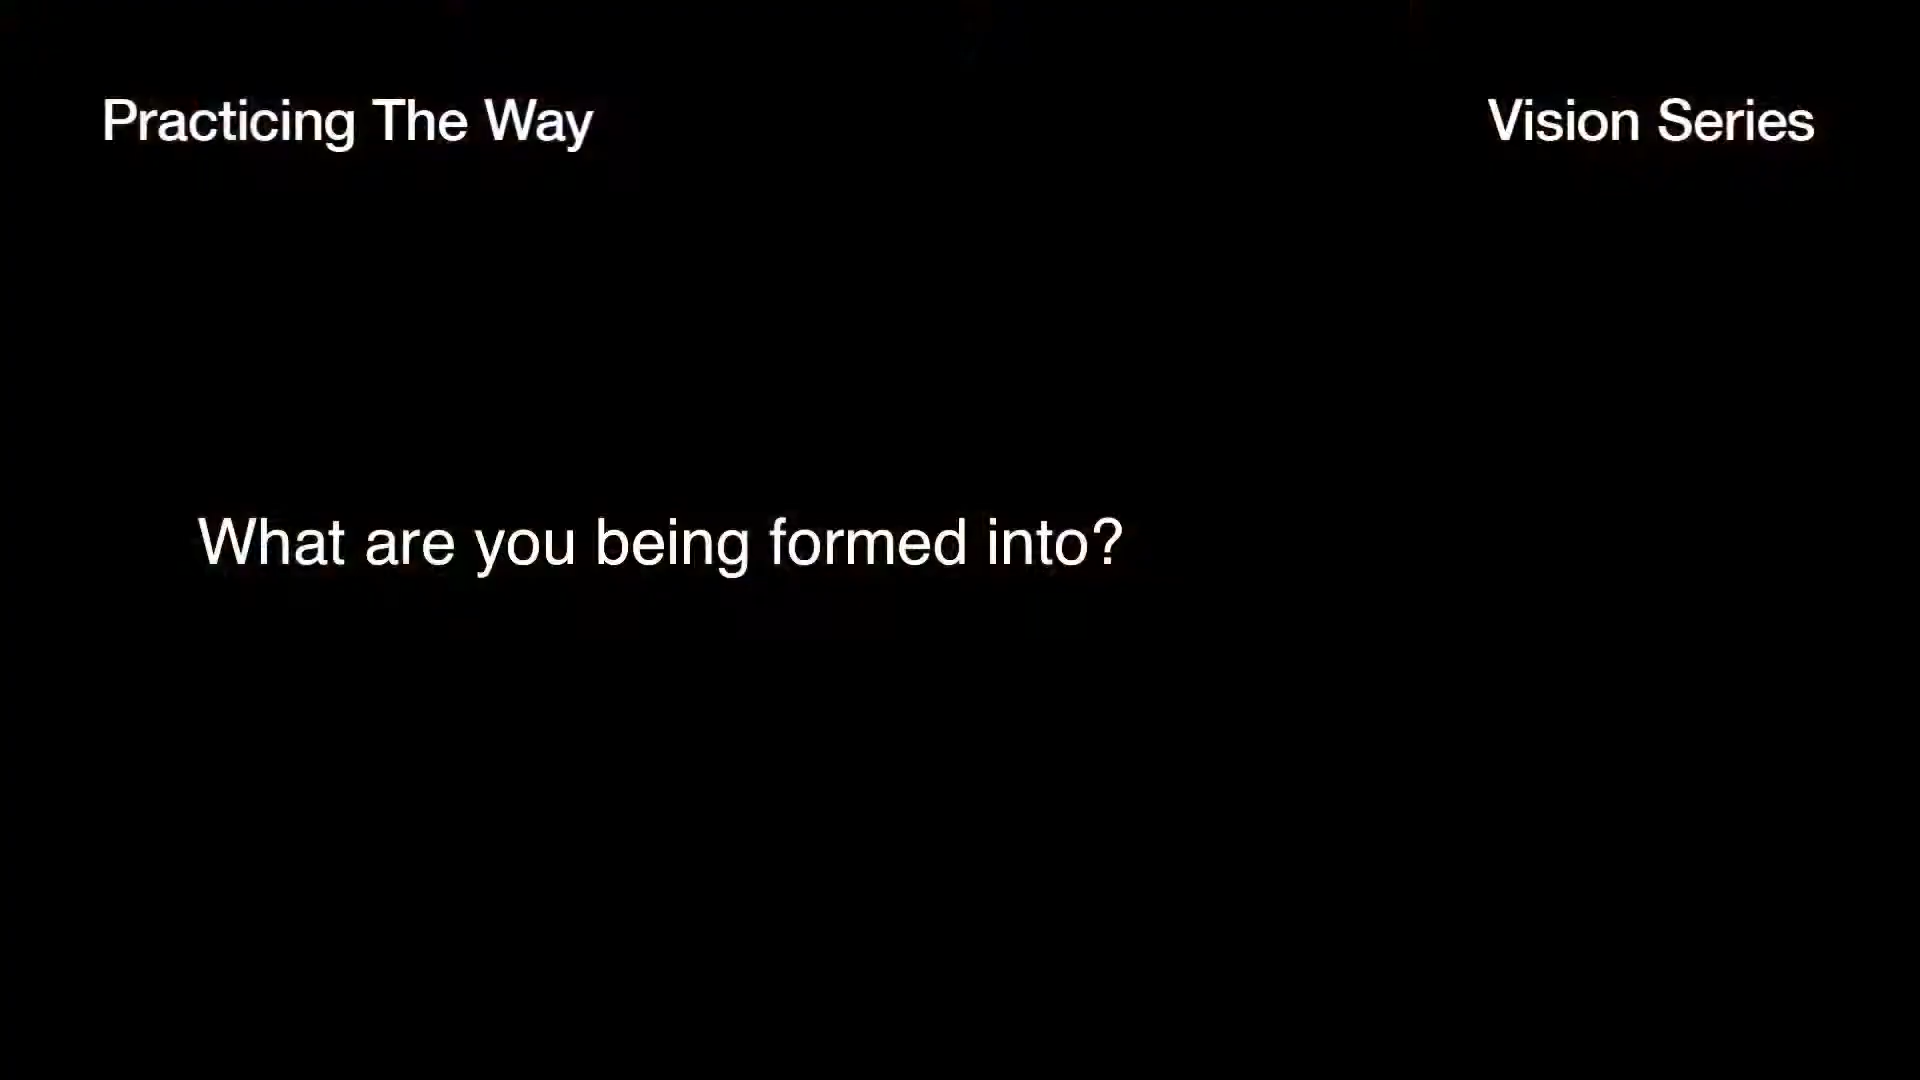 Practicing The Way
Vision Series
What are you being formed into?